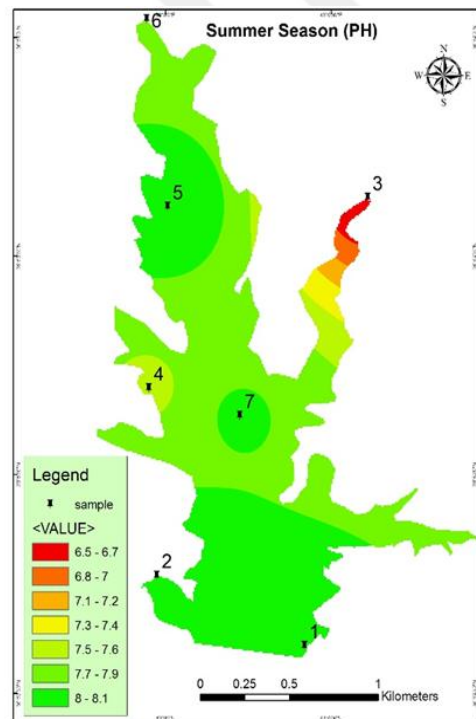 Summer Season (PH)
N
W E
S
6
5
3
4
7
2
1
Legend
sample
<VALUE>
6.5 - 6.7
6.8 - 7
7.1 - 7.2
7.3 - 7.4
7.5 - 7.6
7.7 - 7.9
8 - 8.1
0 0.25 0.5 1
Kilometers